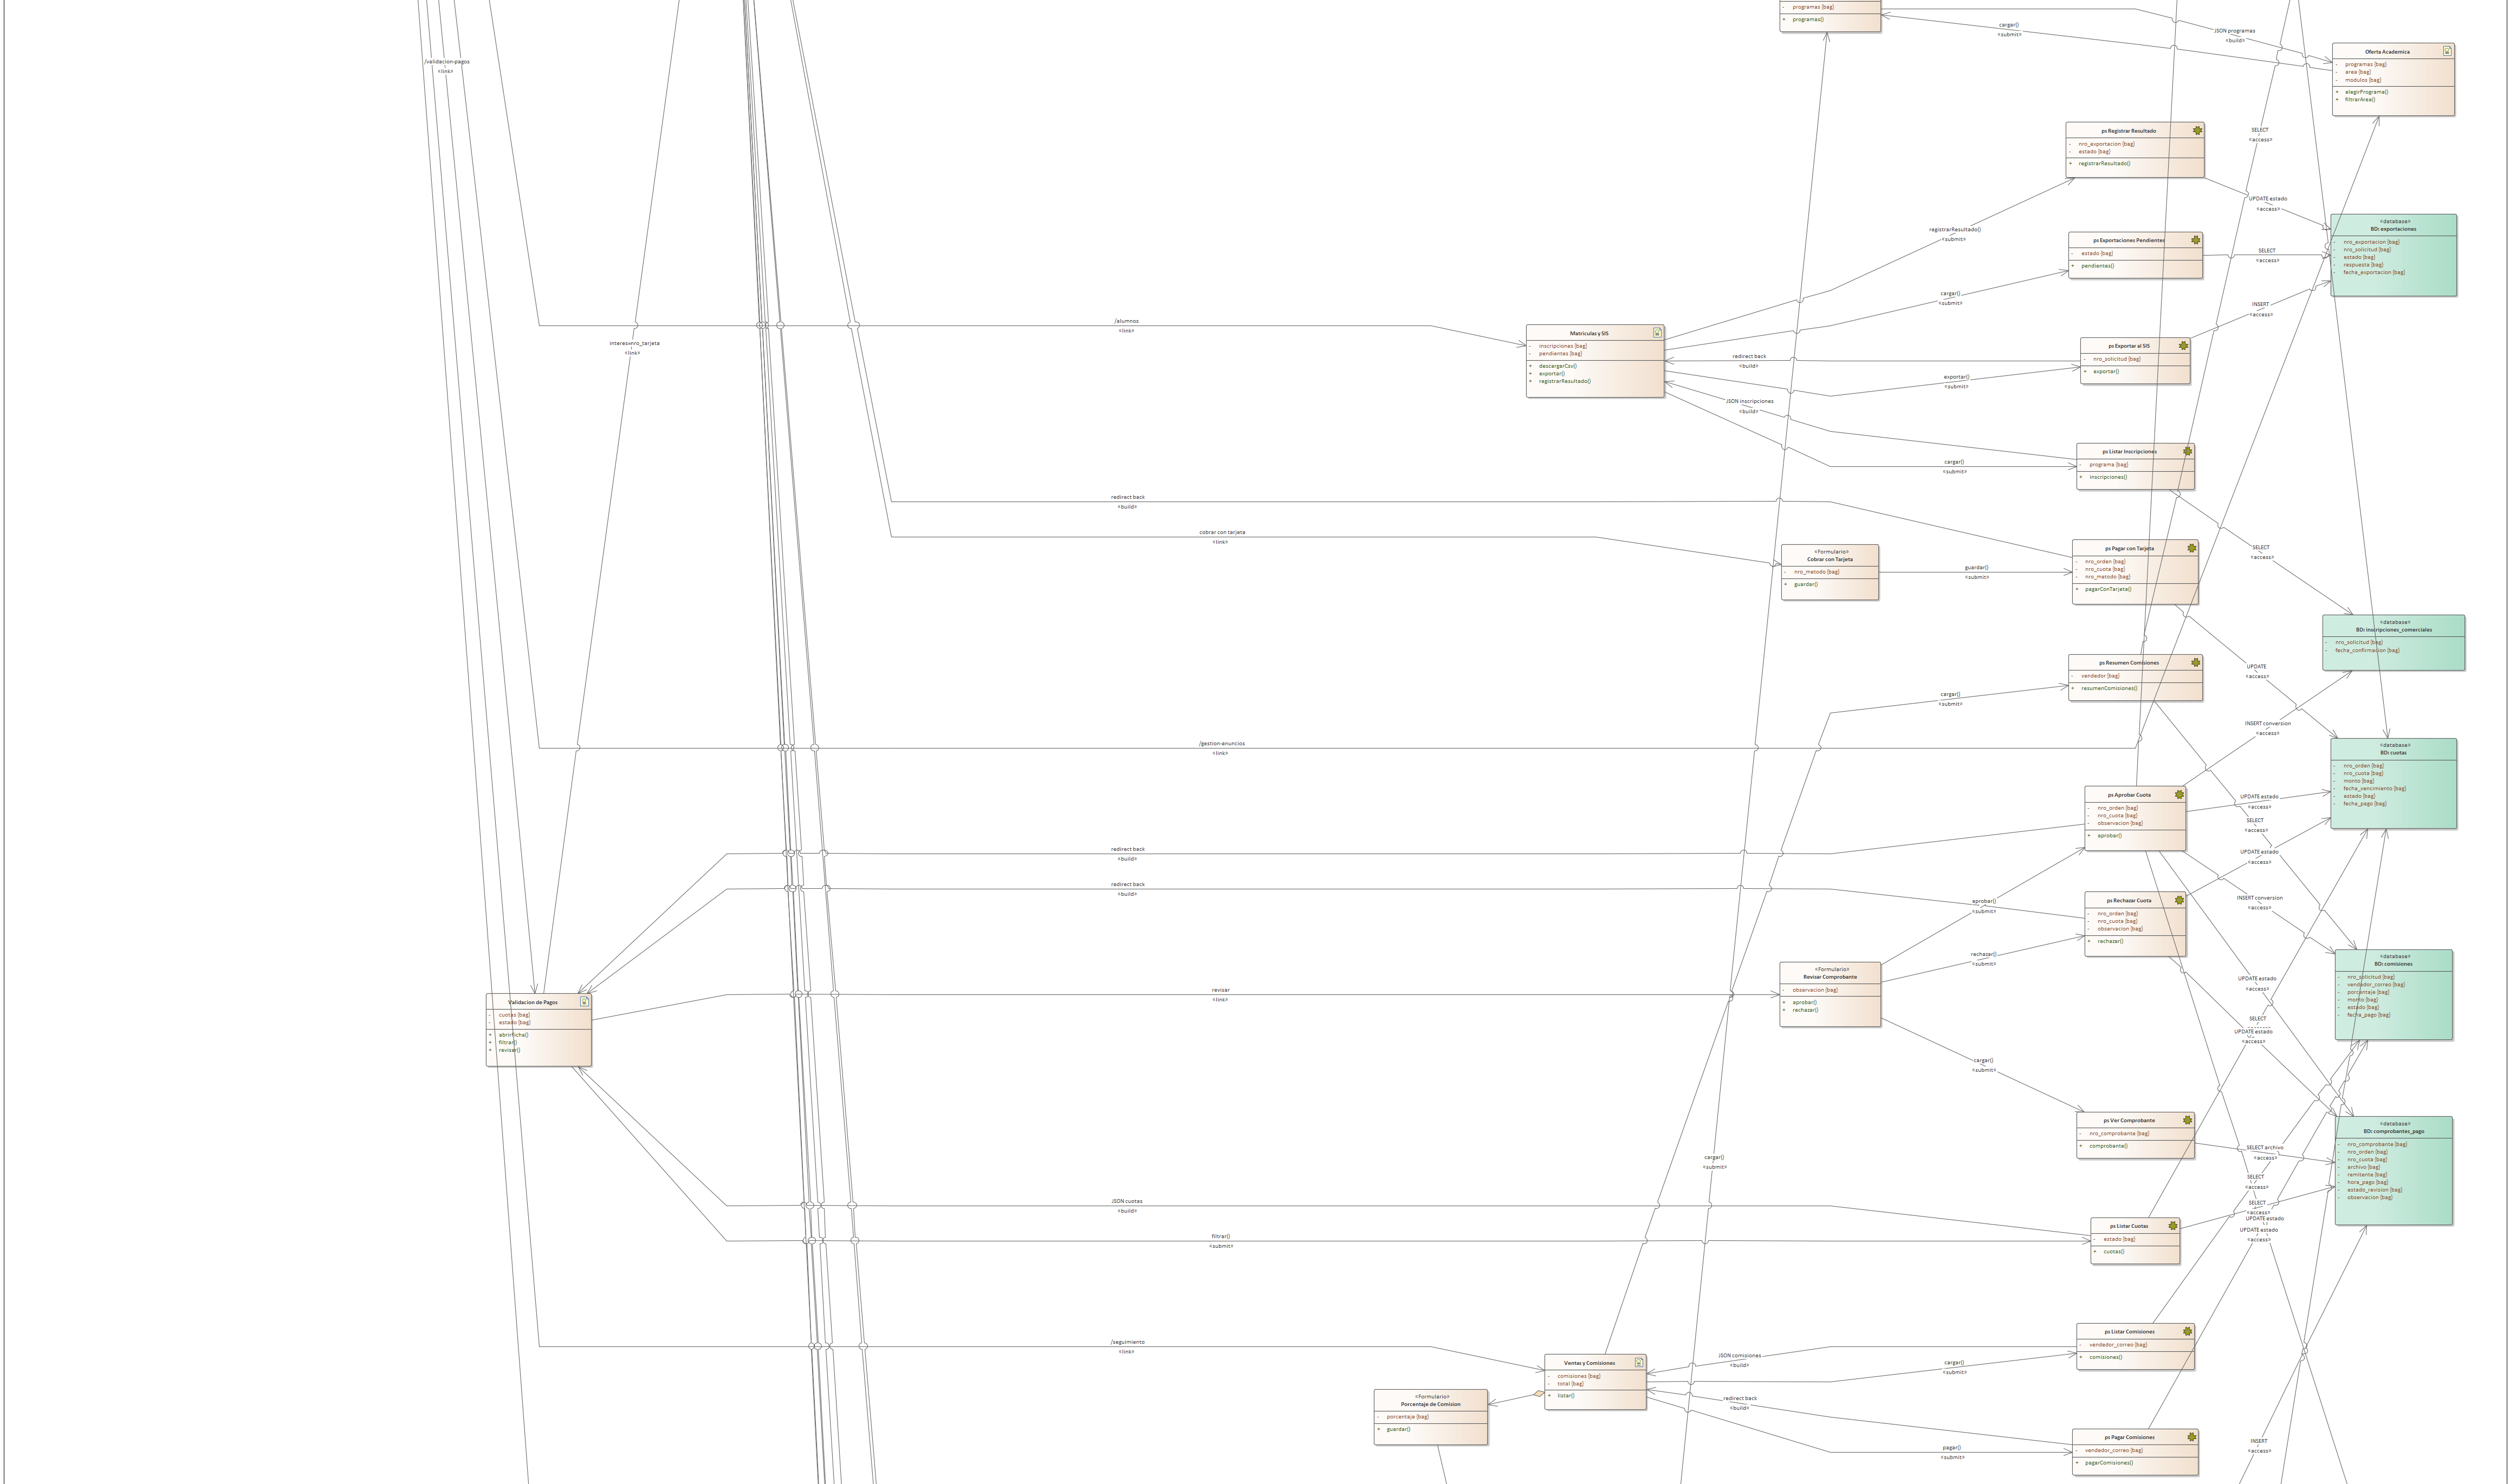 - programas {bag}
+ programas()
cargar()
«submit»
JSON programas
«build»
Oferta Academica
- programas {bag}
- area {bag}
- modulos {bag}
+ elegirPrograma()
+ filtrarArea()
/validacion-pagos
«link»
ps Registrar Resultado
- nro_exportacion {bag}
- estado {bag}
+ registrarResultado()
SELECT
«access»
UPDATE estado
«access»
registrarResultado()
«submit»
ps Exportaciones Pendientes
- estado {bag}
+ pendientes()
SELECT
«access»
«database»
BD: exportaciones
- nro_exportacion {bag}
- nro_solicitud {bag}
- estado {bag}
- respuesta {bag}
- fecha_exportacion {bag}
cargar()
«submit»
INSERT
«access»
/alumnos
«link»
Matriculas y SIS
- inscripciones {bag}
- pendientes {bag}
+ descargarCsv()
+ exportar()
+ registrarResultado()
interes=nro_tarjeta
«link»
redirect back
«build»
ps Exportar al SIS
- nro_solicitud {bag}
+ exportar()
exportar()
«submit»
JSON inscripciones
«build»
cargar()
«submit»
ps Listar Inscripciones
- programa {bag}
+ inscripciones()
redirect back
«build»
cobrar con tarjeta
«link»
«Formulario»
Cobrar con Tarjeta
- nro_metodo {bag}
+ guardar()
guardar()
«submit»
ps Pagar con Tarjeta
- nro_orden {bag}
- nro_cuota {bag}
- nro_metodo {bag}
+ pagarConTarjeta()
SELECT
«access»
«database»
BD: inscripciones_comerciales
- nro_solicitud {bag}
- fecha_confirmacion {bag}
ps Resumen Comisiones
- vendedor {bag}
+ resumenComisiones()
UPDATE
«access»
cargar()
«submit»
INSERT conversion
«access»
/gestion-anuncios
«link»
«database»
BD: cuotas
- nro_orden {bag}
- nro_cuota {bag}
- monto {bag}
- fecha_vencimiento {bag}
- estado {bag}
- fecha_pago {bag}
ps Aprobar Cuota
- nro_orden {bag}
- nro_cuota {bag}
- observacion {bag}
+ aprobar()
UPDATE estado
«access»
SELECT
«access»
redirect back
«build»
UPDATE estado
«access»
redirect back
«build»
ps Rechazar Cuota
- nro_orden {bag}
- nro_cuota {bag}
- observacion {bag}
+ rechazar()
INSERT conversion
«access»
aprobar()
«submit»
rechazar()
«submit»
«database»
BD: comisiones
- nro_solicitud {bag}
- vendedor_correo {bag}
- porcentaje {bag}
- monto {bag}
- estado {bag}
- fecha_pago {bag}
«Formulario»
Revisar Comprobante
- observacion {bag}
+ aprobar()
+ rechazar()
revisar
«link»
Validacion de Pagos
- cuotas {bag}
- estado {bag}
+ abrirFicha()
+ filtrar()
+ revisar()
UPDATE estado
«access»
SELECT
UPDATE estado
«access»
cargar()
«submit»
ps Ver Comprobante
- nro_comprobante {bag}
+ comprobante()
SELECT archivo
«access»
«database»
BD: comprobantes_pago
- nro_comprobante {bag}
- nro_orden {bag}
- nro_cuota {bag}
- archivo {bag}
- remitente {bag}
- hora_pago {bag}
- estado_revision {bag}
- observacion {bag}
cargar()
«submit»
SELECT
«access»
JSON cuotas
«build»
SELECT
«access»
UPDATE estado
UPDATE estado
«access»
ps Listar Cuotas
- estado {bag}
+ cuotas()
filtrar()
«submit»
/seguimiento
«link»
Ventas y Comisiones
- comisiones {bag}
- total {bag}
+ listar()
JSON comisiones
«build»
cargar()
«submit»
ps Listar Comisiones
- vendedor_correo {bag}
+ comisiones()
«Formulario»
Porcentaje de Comision
- porcentaje {bag}
+ guardar()
redirect back
«build»
pagar()
«submit»
ps Pagar Comisiones
- vendedor_correo {bag}
+ pagarComisiones()
INSERT
«access»